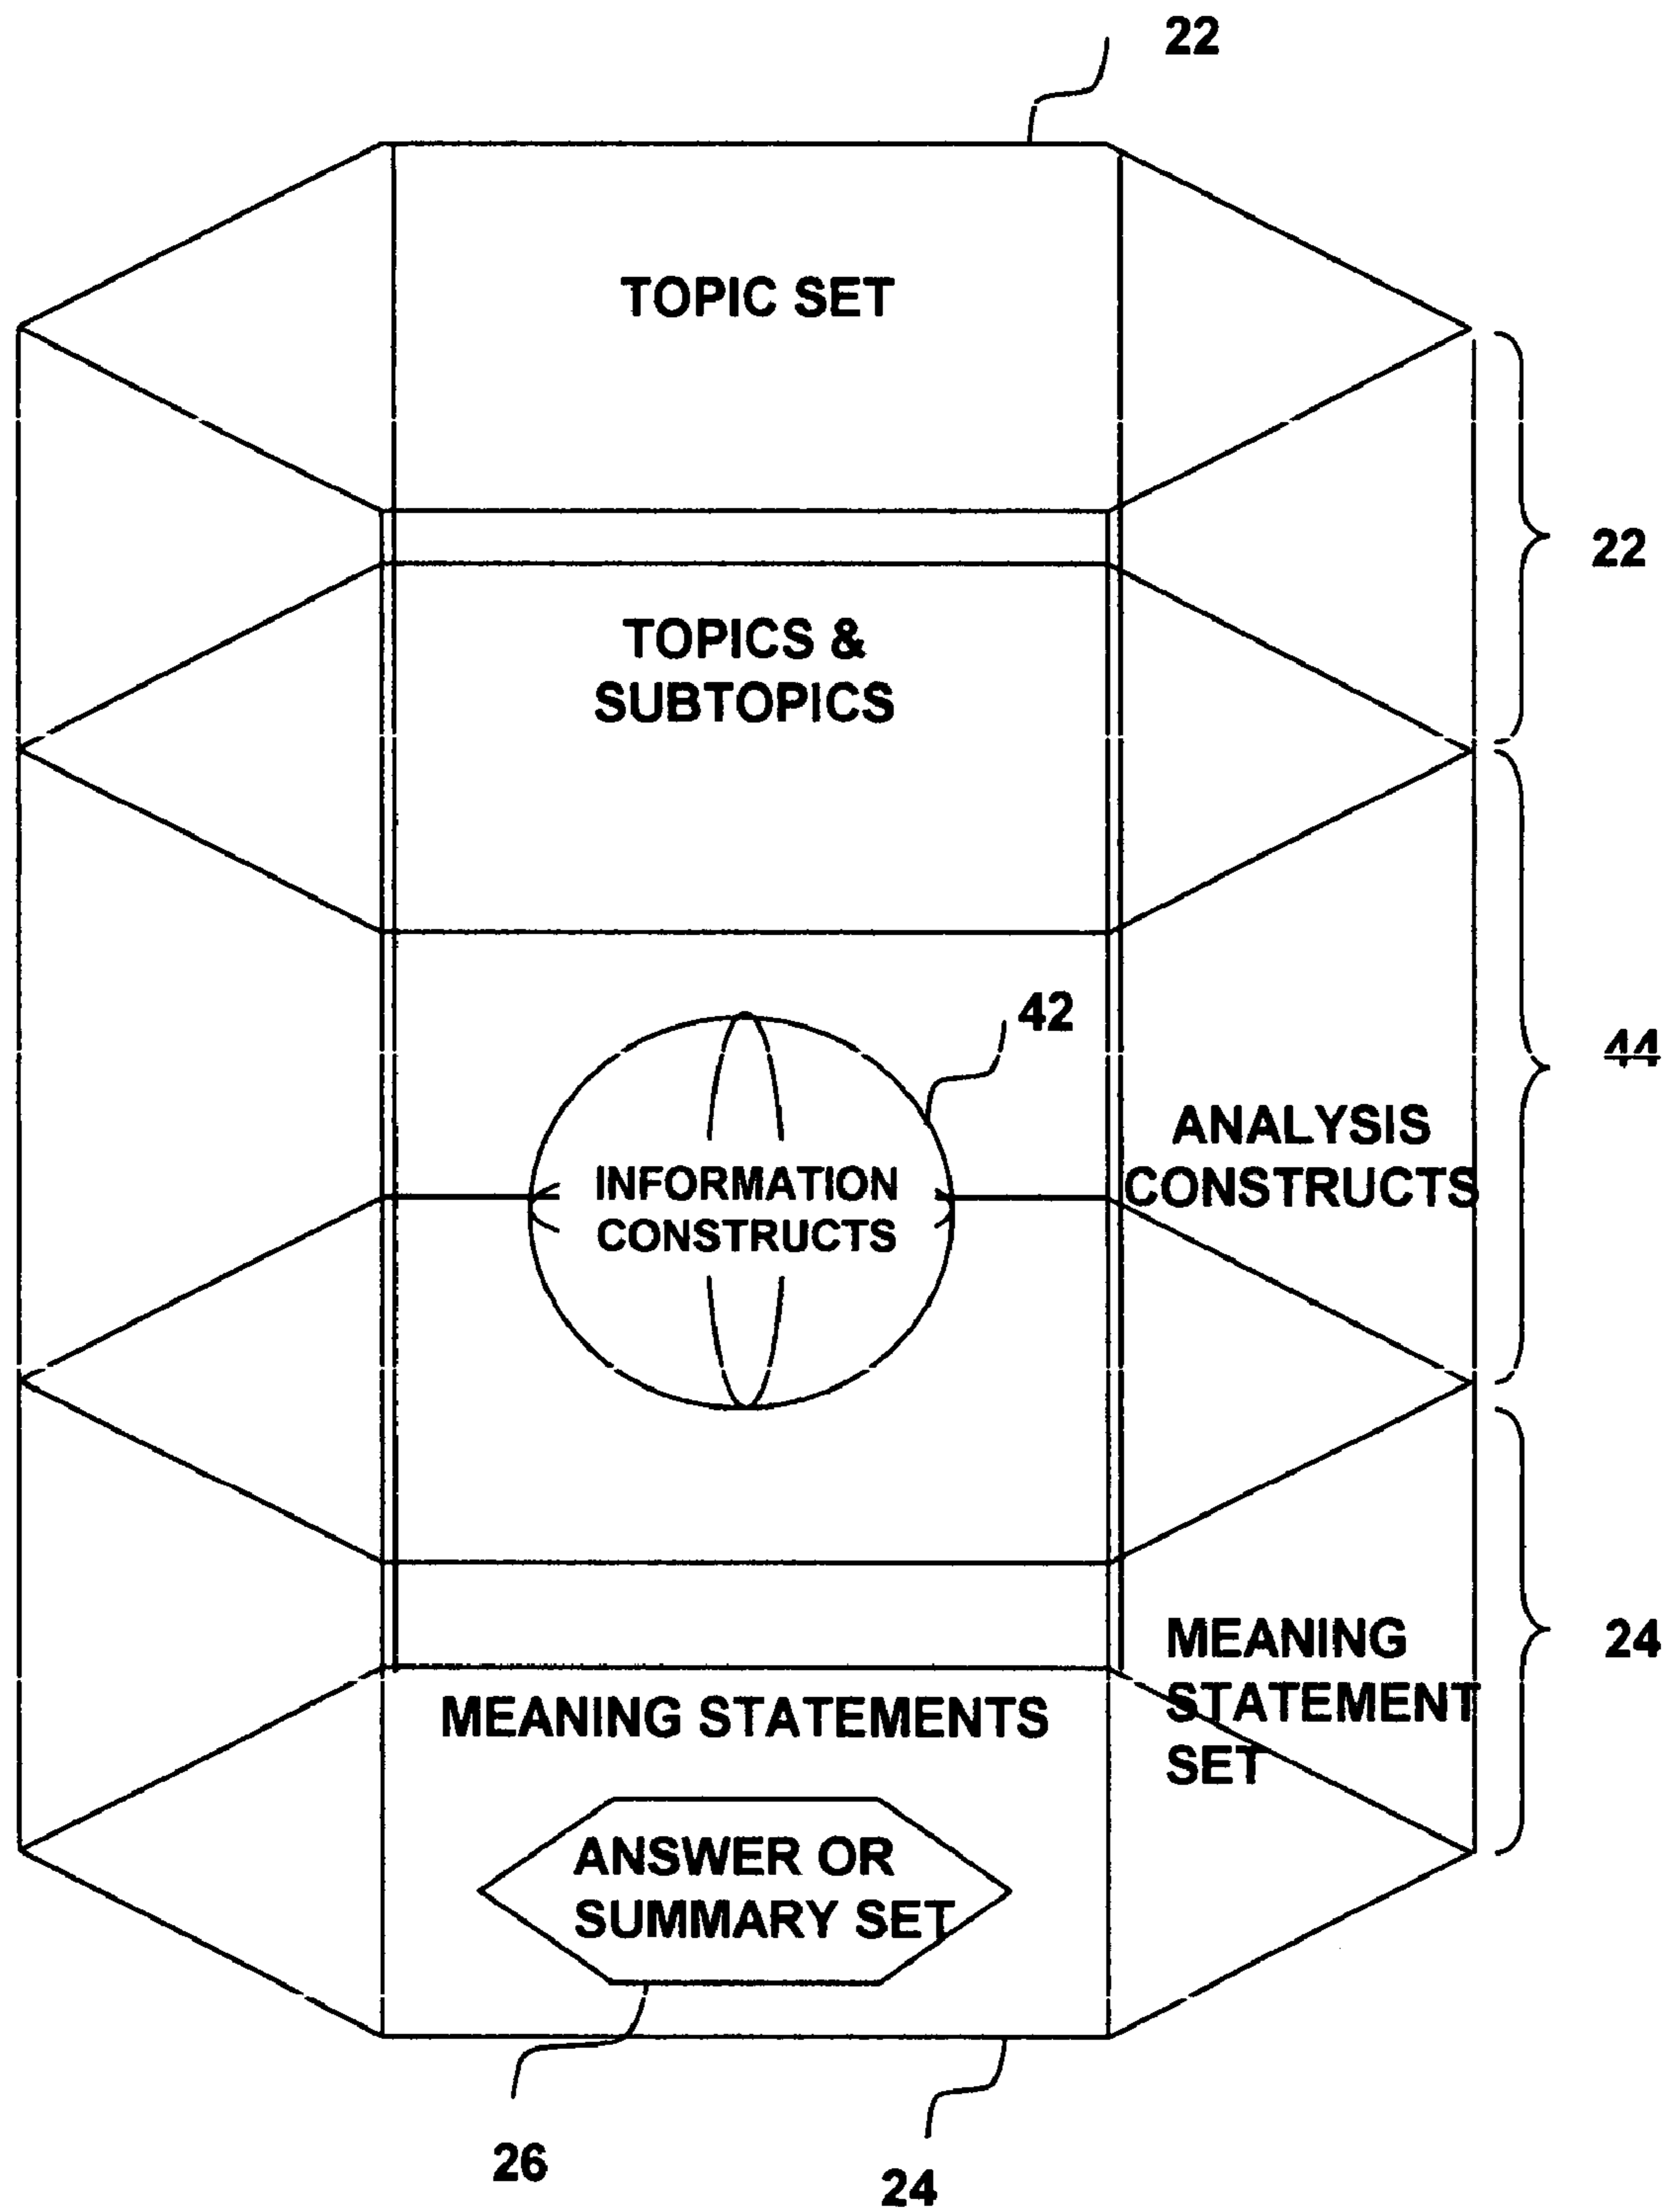 22
TOPIC SET
22
TOPICS &
SUBTOPICS
42
44
ANALYSIS
CONSTRUCTS
INFORMATION
CONSTRUCTS
MEANING
STATEMENT
SET
24
MEANING STATEMENTS
ANSWER OR
SUMMARY SET
26
24